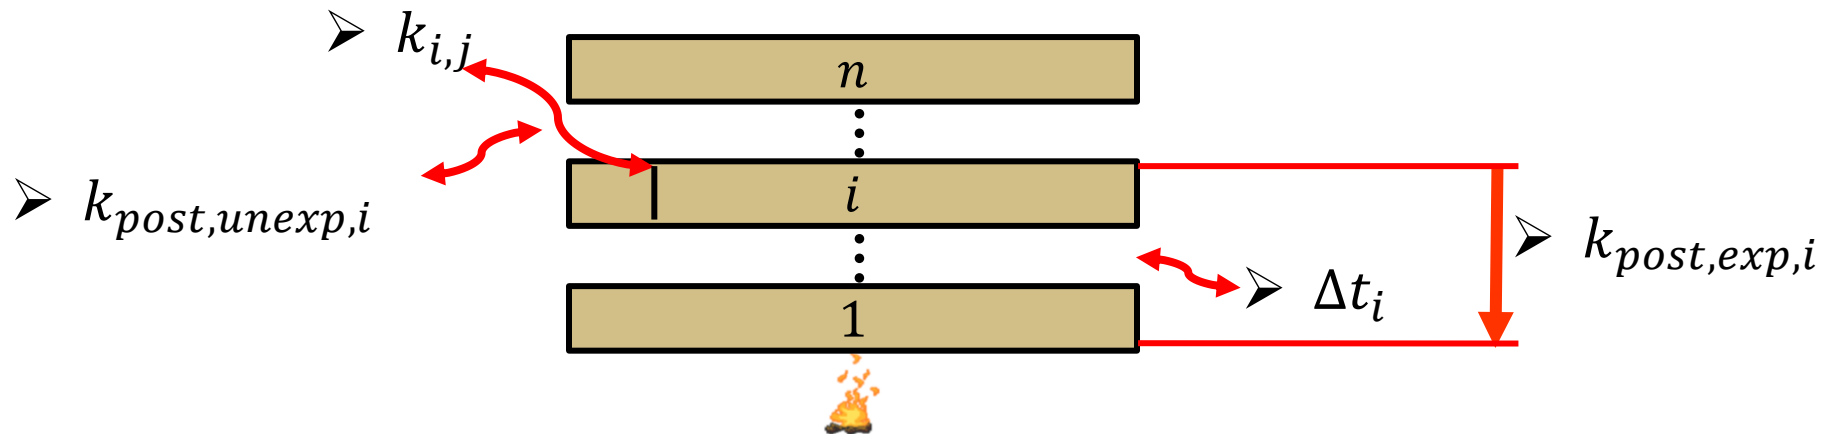 ➢ k_{i,j}
n
i
➢ k_{post,unexp,i}
➢ k_{post,exp,i}
➢ Δt_i
1